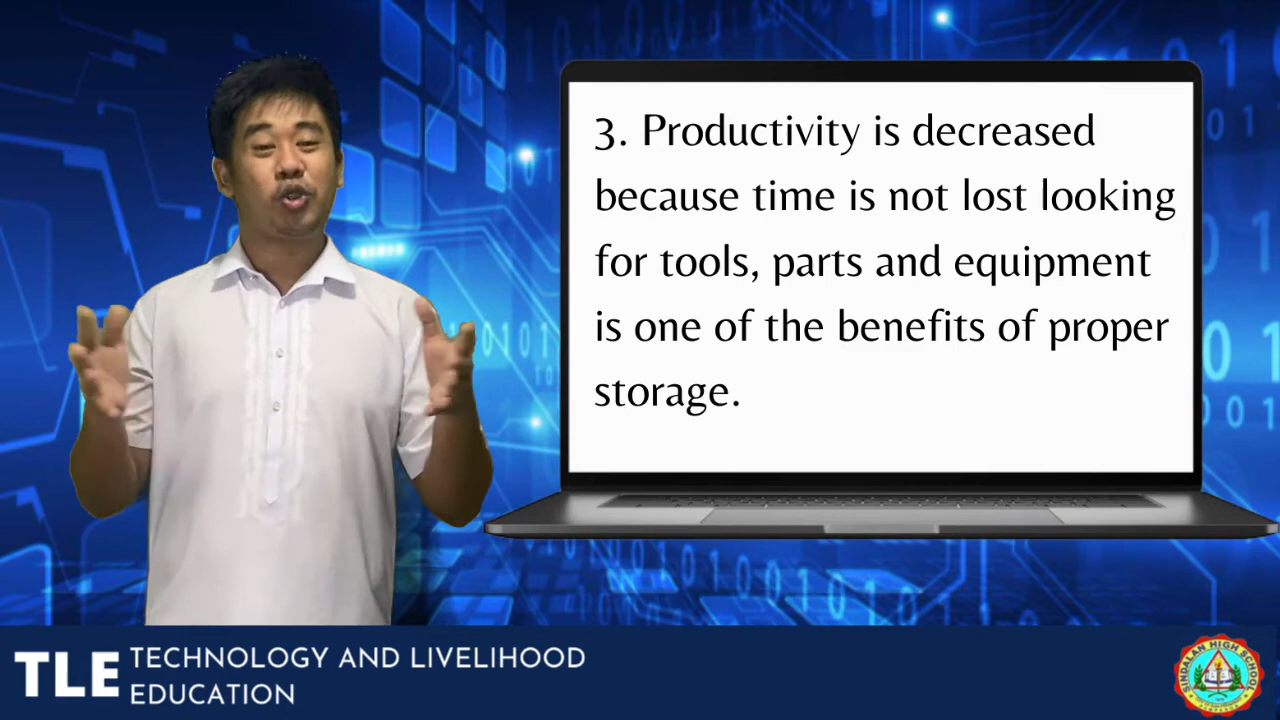 3. Productivity is decreased
because time is not lost looking
for tools, parts and equipment
is one of the benefits of proper
storage.
TLE
TECHNOLOGY AND LIVELIHOOD
EDUCATION
SINDALAN HIGH SCHOOL